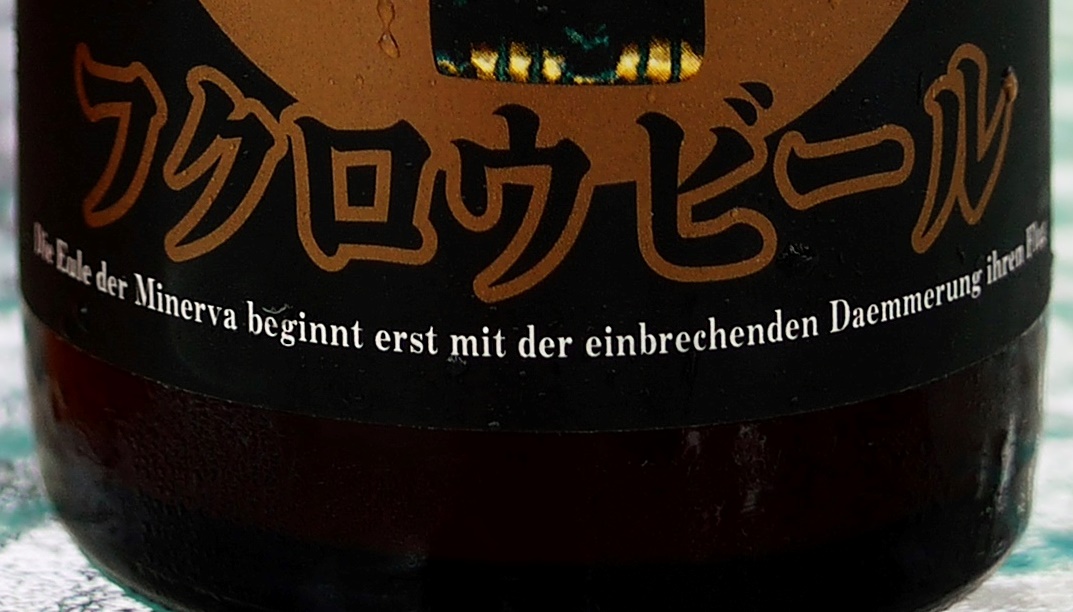 フクロウビール
Die Eule der Minerva beginnt erst mit der einbrechenden Daemmerung ihren